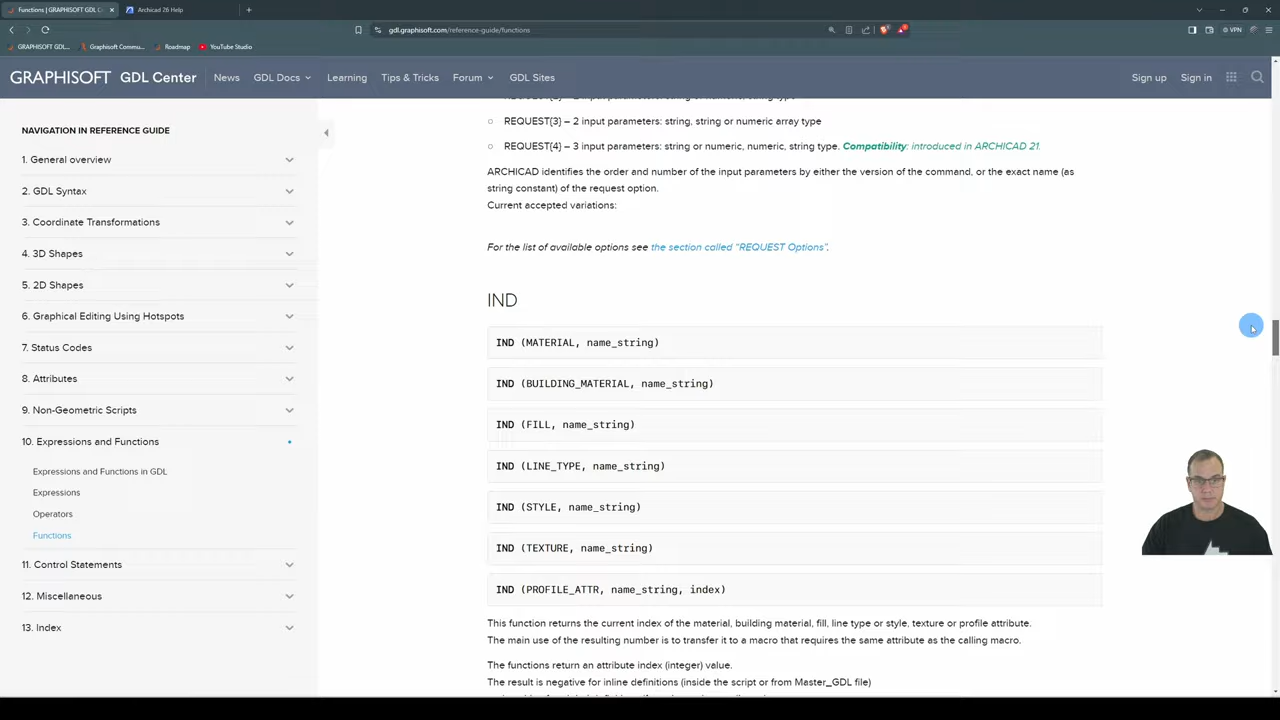 Functions | GRAPHISOFT GDL C
Archicad 26 Help
gdl.graphisoft.com/reference-guide/functions
VPN
GRAPHISOFT GDL...
Graphisoft Commu...
Roadmap
YouTube Studio
GRAPHISOFT GDL Center
News
GDL Docs
Learning
Tips & Tricks
Forum
GDL Sites
Sign up
Sign in
NAVIGATION IN REFERENCE GUIDE
1. General overview
2. GDL Syntax
3. Coordinate Transformations
4. 3D Shapes
5. 2D Shapes
6. Graphical Editing Using Hotspots
7. Status Codes
8. Attributes
9. Non-Geometric Scripts
10. Expressions and Functions
Expressions and Functions in GDL
Expressions
Operators
Functions
11. Control Statements
12. Miscellaneous
13. Index
REQUEST{3} – 2 input parameters: string, string or numeric array type
REQUEST{4} – 3 input parameters: string or numeric, numeric, string type. Compatibility: introduced in ARCHICAD 21.
ARCHICAD identifies the order and number of the input parameters by either the version of the command, or the exact name (as
string constant) of the request option.
Current accepted variations:
For the list of available options see the section called “REQUEST Options”.
IND
IND (MATERIAL, name_string)
IND (BUILDING_MATERIAL, name_string)
IND (FILL, name_string)
IND (LINE_TYPE, name_string)
IND (STYLE, name_string)
IND (TEXTURE, name_string)
IND (PROFILE_ATTR, name_string, index)
This function returns the current index of the material, building material, fill, line type or style, texture or profile attribute.
The main use of the resulting number is to transfer it to a macro that requires the same attribute as the calling macro.
The functions return an attribute index (integer) value.
The result is negative for inline definitions (inside the script or from Master_GDL file)